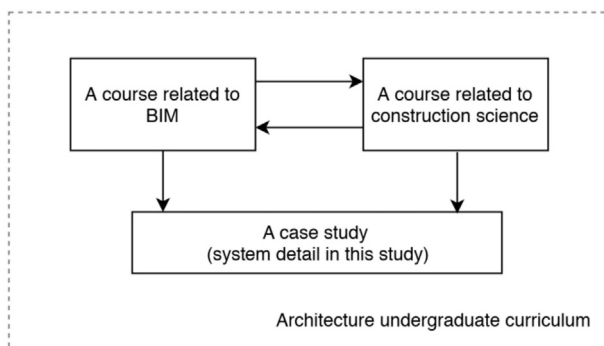 A course related to
BIM
A course related to
construction science
A case study
(system detail in this study)
Architecture undergraduate curriculum